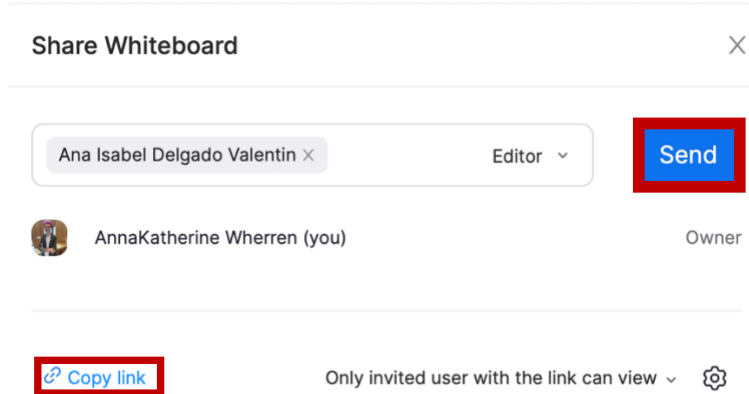 Share Whiteboard
Ana Isabel Delgado Valentin Editor Send
AnnaKatherine Wherren (you) Owner
Copy link Only invited user with the link can view